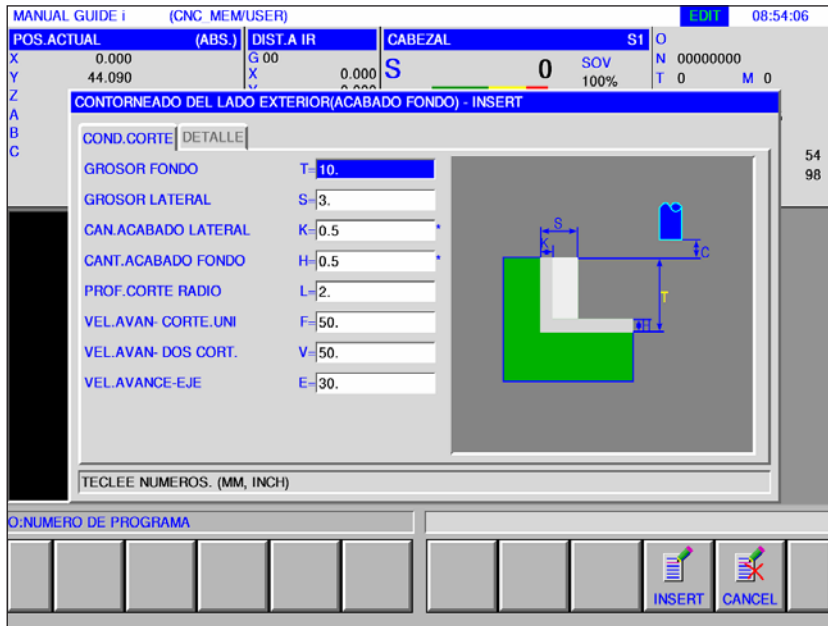 MANUAL GUIDE i (CNC_MEM/USER) EDIT 08:54:06
POS.ACTUAL (ABS.) DIST.A IR CABEZAL S1 O
X 0.000 G 00 S 0 SOV N 00000000
Y 44.090 X 0.000 100% T 0 M 0
Z
A
B
C
54
98
CONTORNEADO DEL LADO EXTERIOR(ACABADO FONDO) - INSERT
COND.CORTE DETALLE
GROSOR FONDO T= 10.
GROSOR LATERAL S= 3.
CAN.ACABADO LATERAL K= 0.5 *
CANT.ACABADO FONDO H= 0.5 *
PROF.CORTE RADIO L= 2.
VEL.AVAN- CORTE.UNI F= 50.
VEL.AVAN- DOS CORT. V= 50.
VEL.AVANCE-EJE E= 30.
S
K
C
T
H
TECLEE NUMEROS. (MM, INCH)
O:NUMERO DE PROGRAMA
INSERT CANCEL